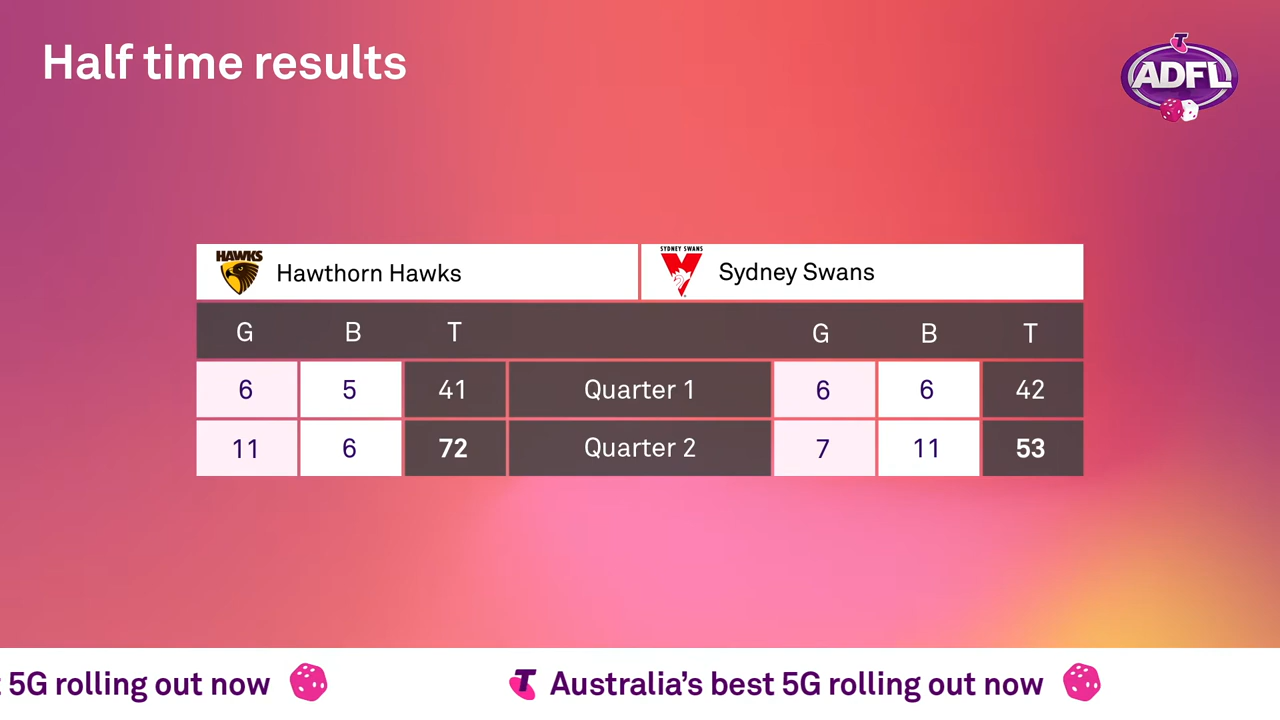 Half time results
T
ADFL
HAWKS
Hawthorn Hawks
SYDNEY SWANS
Sydney Swans
G B T G B T
6 5 41 Quarter 1 6 6 42
11 6 72 Quarter 2 7 11 53
5G rolling out now T Australia's best 5G rolling out now